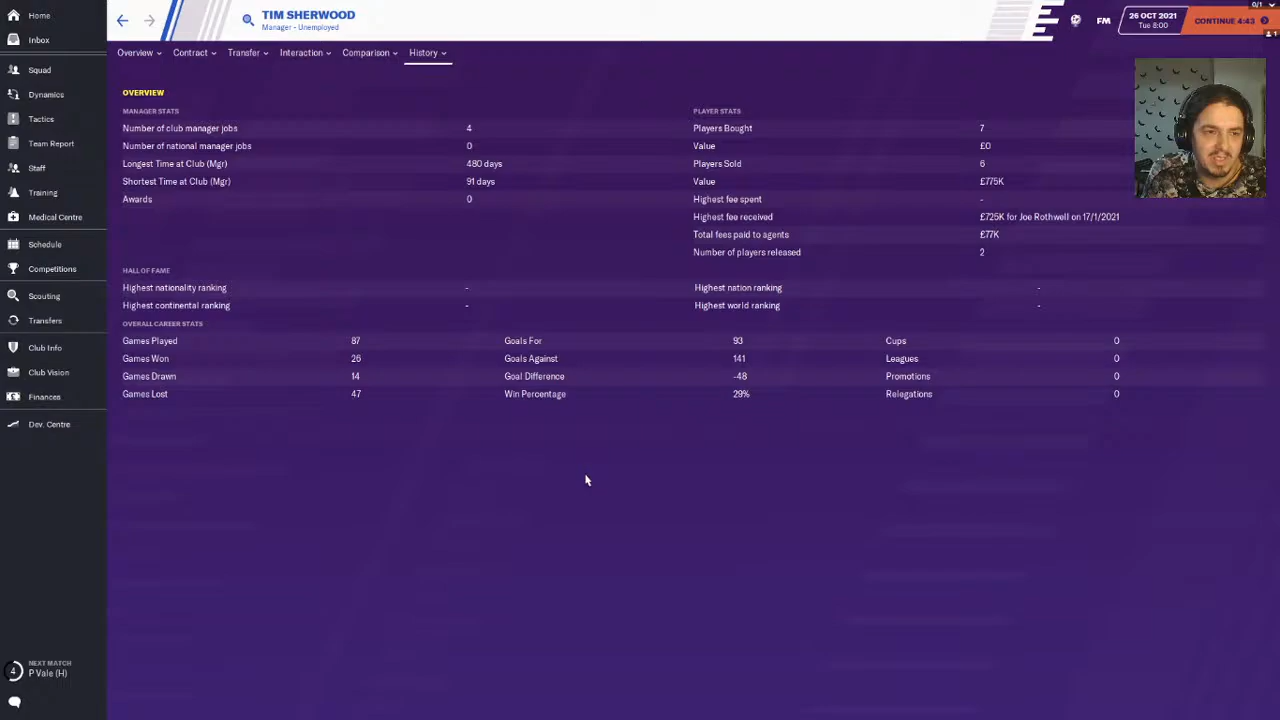 0/1
Home
Inbox
Squad
Dynamics
Tactics
Team Report
Staff
Training
Medical Centre
Schedule
Competitions
Scouting
Transfers
Club Info
Club Vision
Finances
Dev. Centre
4 NEXT MATCH
P Vale (H)
TIM SHERWOOD
Manager - Unemployed
FM
26 OCT 2021
Tue 8:00
CONTINUE 4:43
1
Overview Contract Transfer Interaction Comparison History
OVERVIEW
MANAGER STATS
Number of club manager jobs 4
Number of national manager jobs 0
Longest Time at Club (Mgr) 480 days
Shortest Time at Club (Mgr) 91 days
Awards 0
PLAYER STATS
Players Bought 7
Value £0
Players Sold 6
Value £775K
Highest fee spent -
Highest fee received £725K for Joe Rothwell on 17/1/2021
Total fees paid to agents £77K
Number of players released 2
HALL OF FAME
Highest nationality ranking - Highest nation ranking -
Highest continental ranking - Highest world ranking -
OVERALL CAREER STATS
Games Played 87 Goals For 93 Cups 0
Games Won 26 Goals Against 141 Leagues 0
Games Drawn 14 Goal Difference -48 Promotions 0
Games Lost 47 Win Percentage 29% Relegations 0